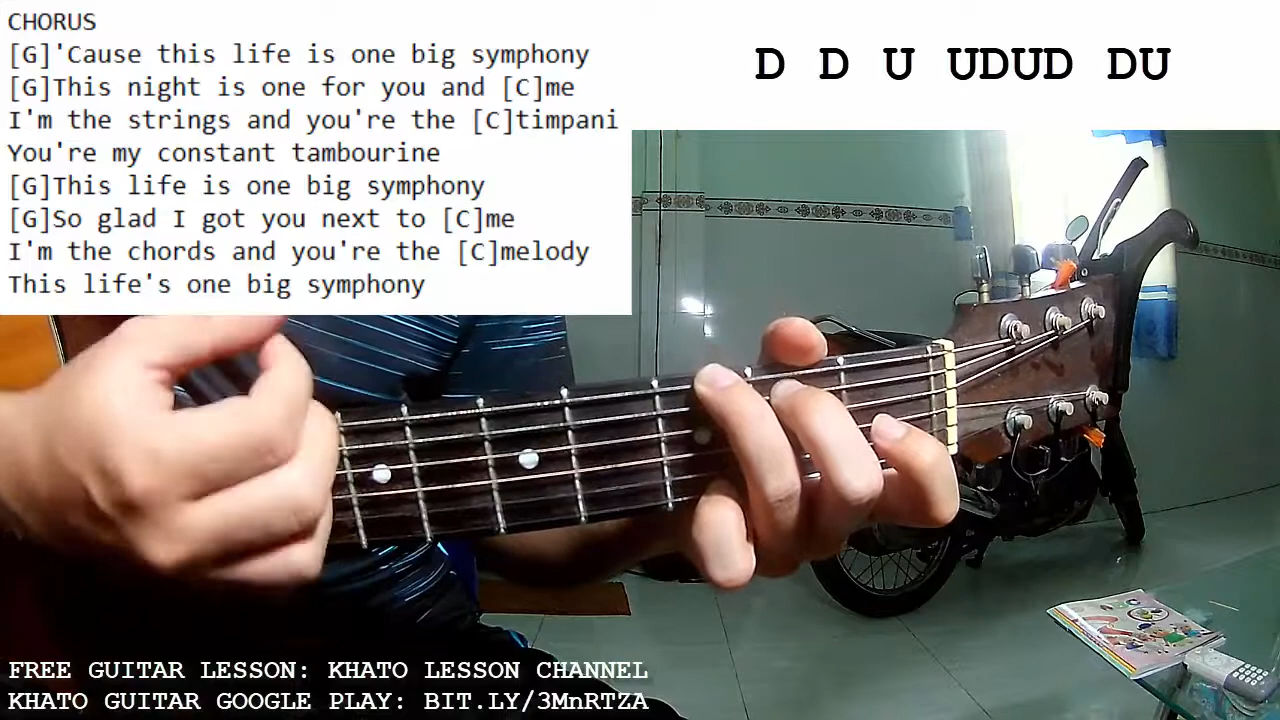 CHORUS
[G]'Cause this life is one big symphony
[G]This night is one for you and [C]me
I'm the strings and you're the [C]timpani
You're my constant tambourine
[G]This life is one big symphony
[G]So glad I got you next to [C]me
I'm the chords and you're the [C]melody
This life's one big symphony
D D U UDUD DU
FREE GUITAR LESSON: KHATO LESSON CHANNEL
KHATO GUITAR GOOGLE PLAY: BIT.LY/3MnRTZA